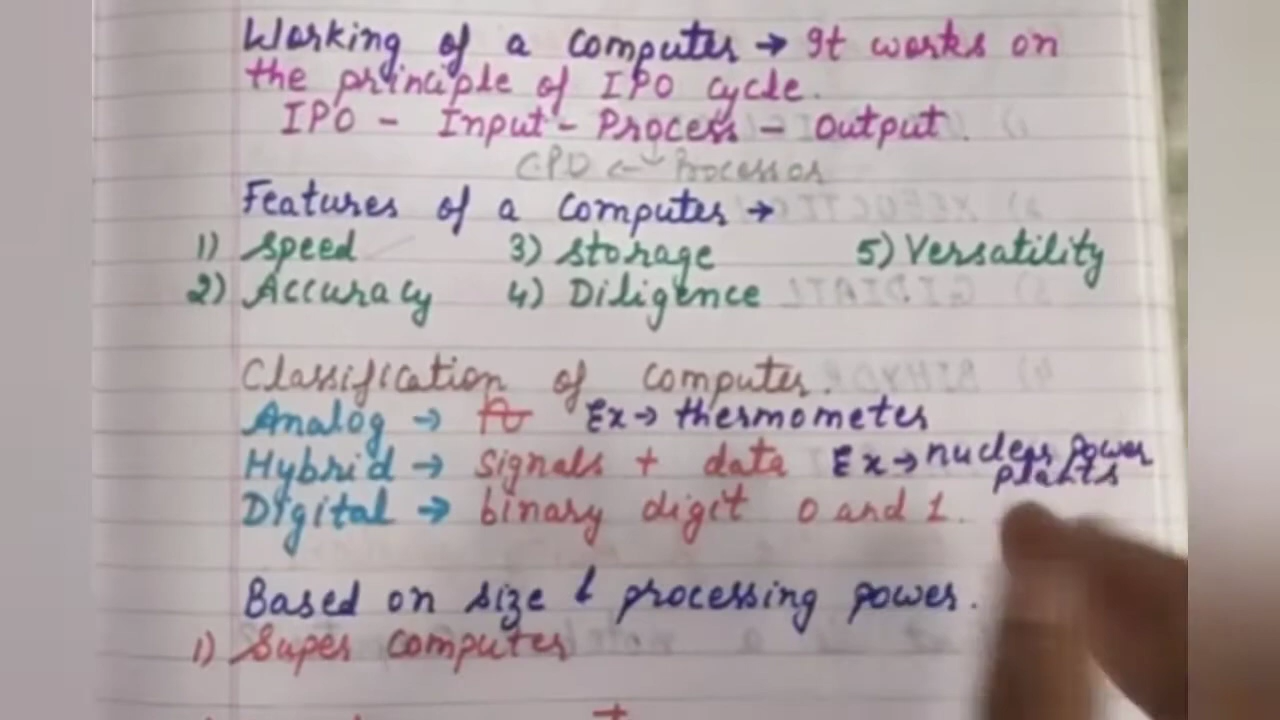 Working of a computer → It works on
the principle of IPO cycle.
IPO - Input - Process - Output.
CPU ← Processor
Features of a computer →
1) Speed 3) Storage 5) Versatility
2) Accuracy 4) Diligence
Classification of computer.
Analog → Ex → thermometer
Hybrid → Signals + data Ex → nuclear power plants
Digital → binary digit 0 and 1.
Based on size & processing power.
1) Super computer